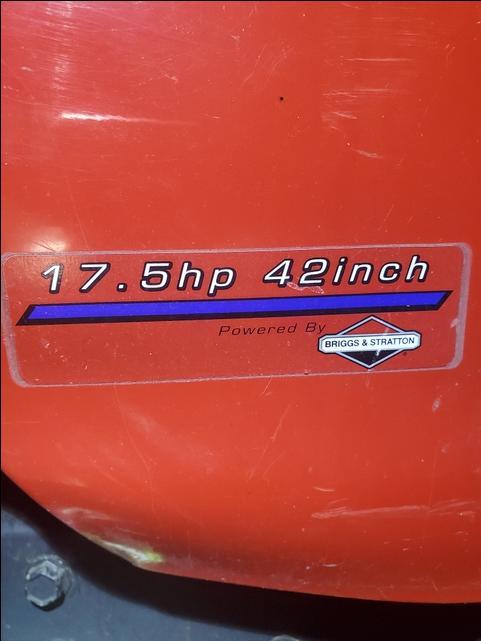 17.5hp 42inch
Powered By
BRIGGS & STRATTON